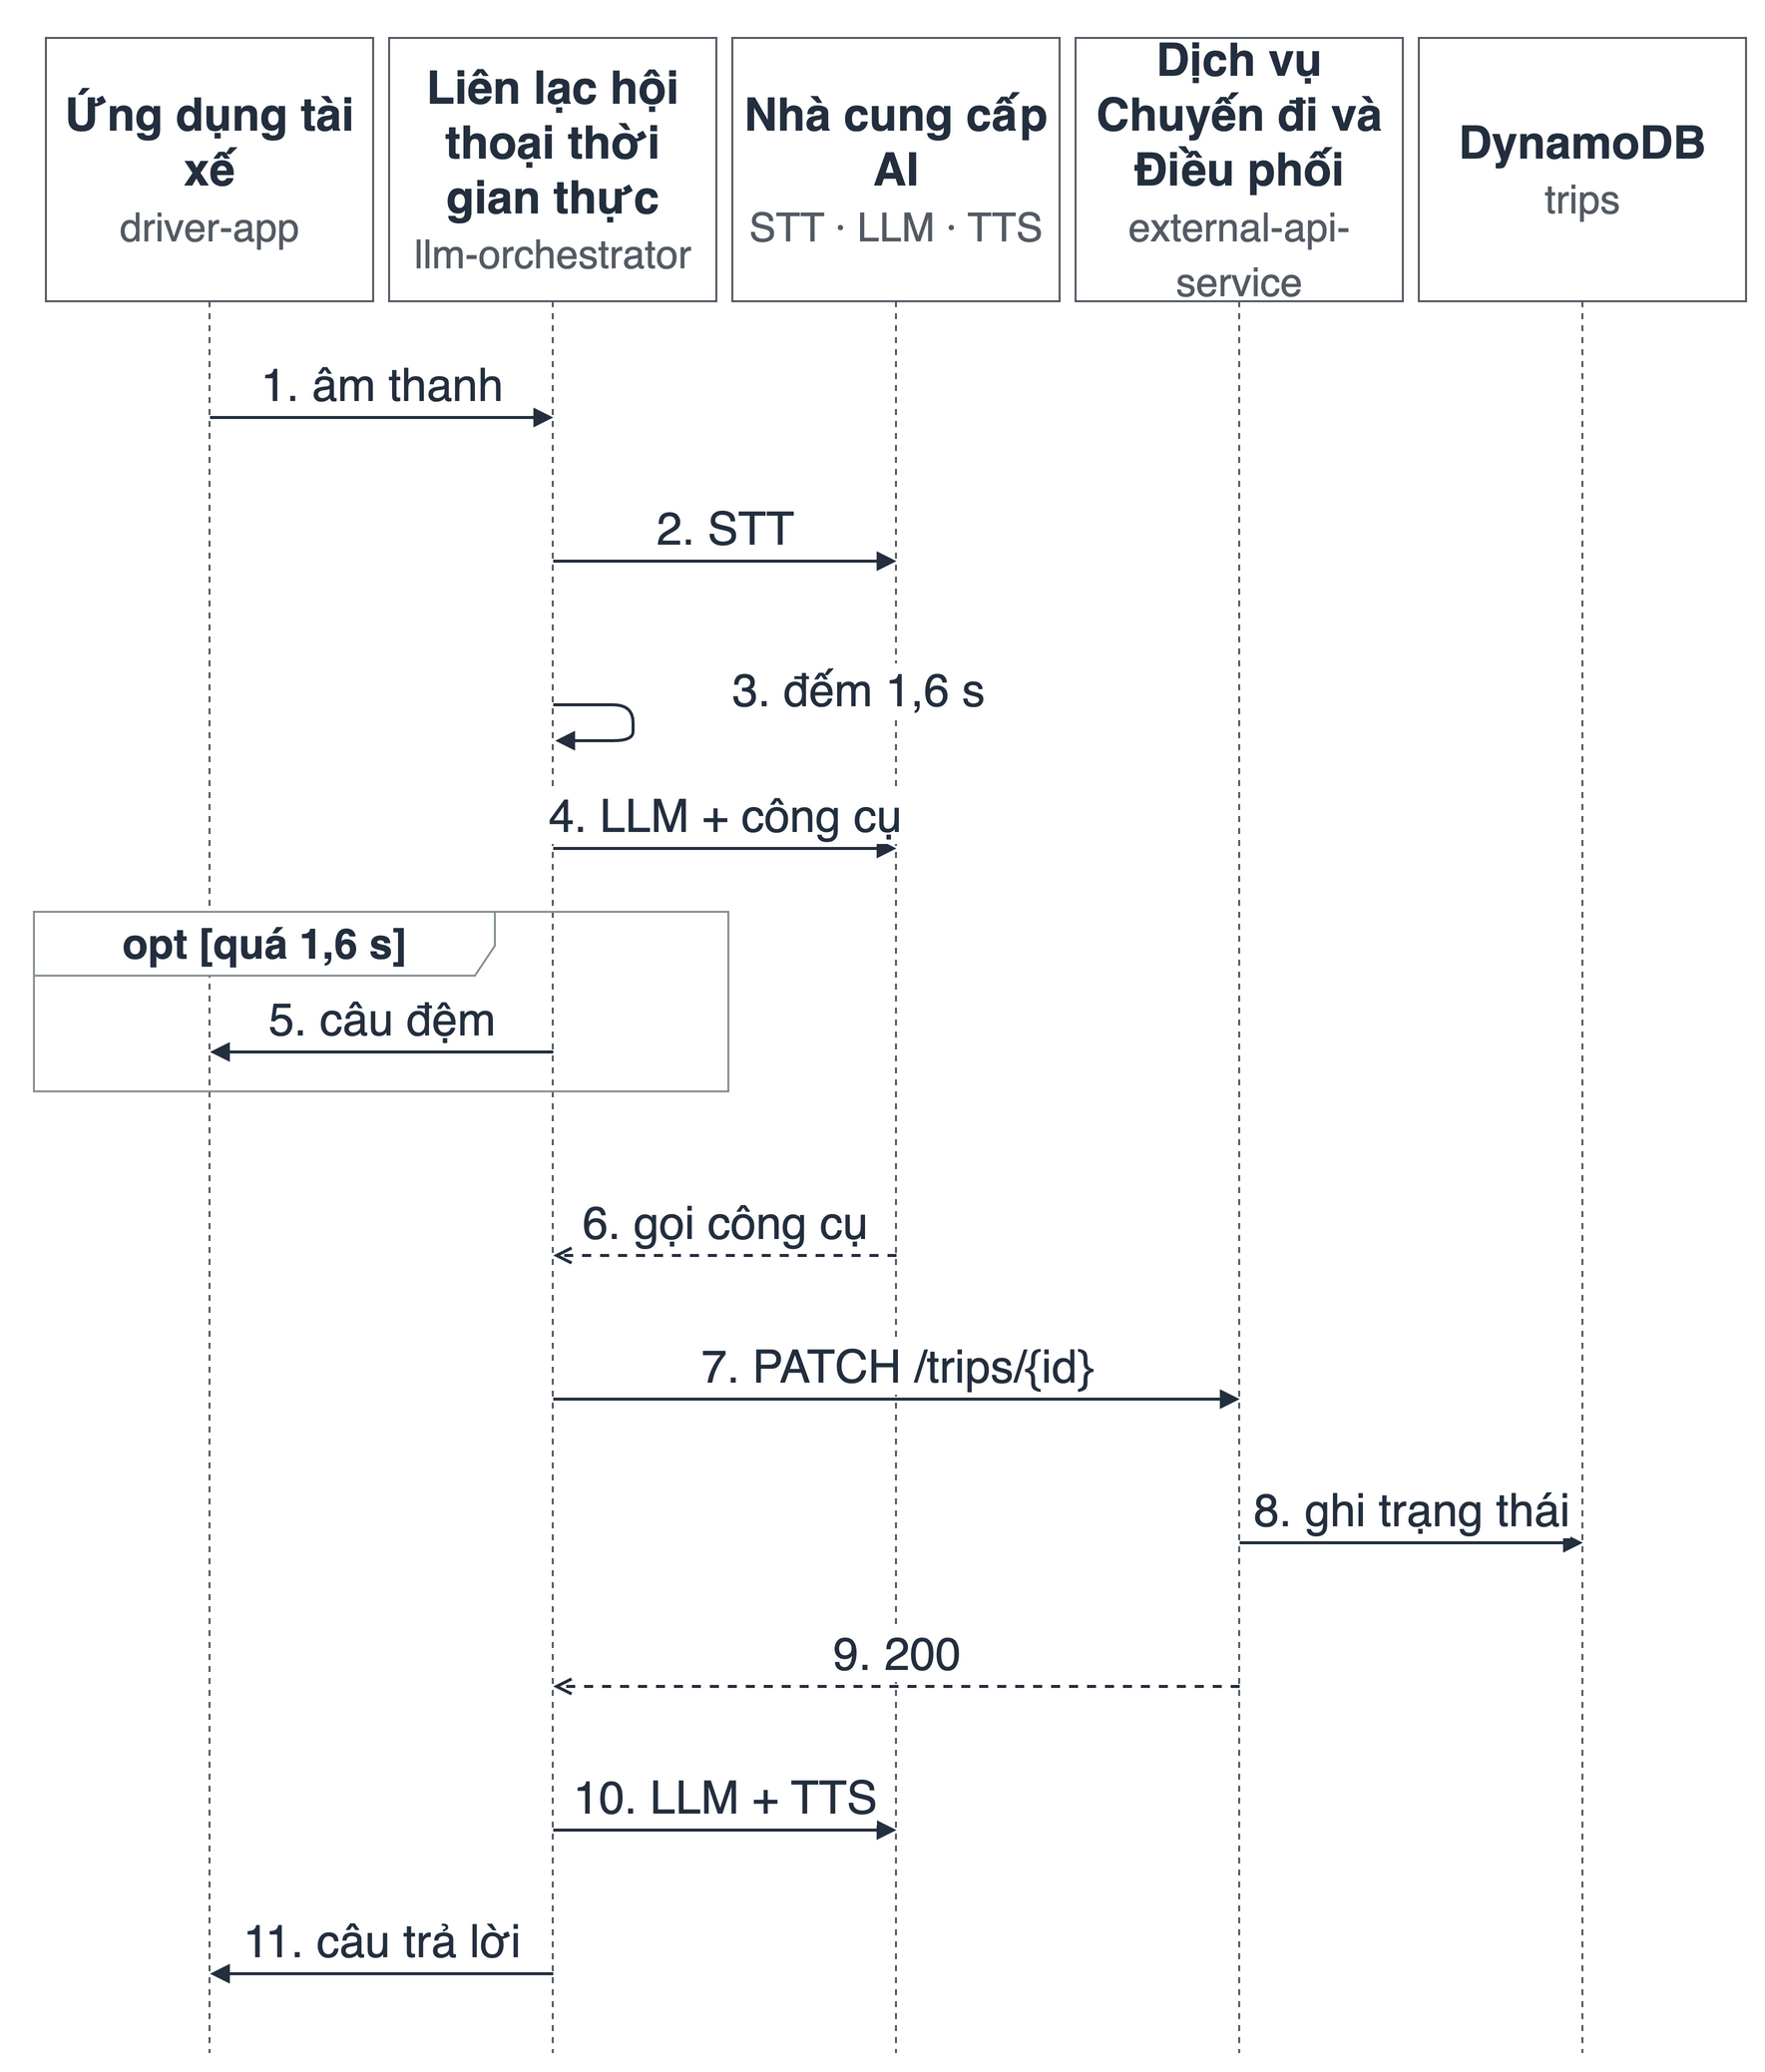 Ứng dụng tài
xế
driver-app
Liên lạc hội
thoại thời
gian thực
llm-orchestrator
Nhà cung cấp
AI
STT · LLM · TTS
Dịch vụ
Chuyến đi và
Điều phối
external-api-
service
DynamoDB
trips
1. âm thanh
2. STT
3. đếm 1,6 s
4. LLM + công cụ
opt [quá 1,6 s]
5. câu đệm
6. gọi công cụ
7. PATCH /trips/{id}
8. ghi trạng thái
9. 200
10. LLM + TTS
11. câu trả lời